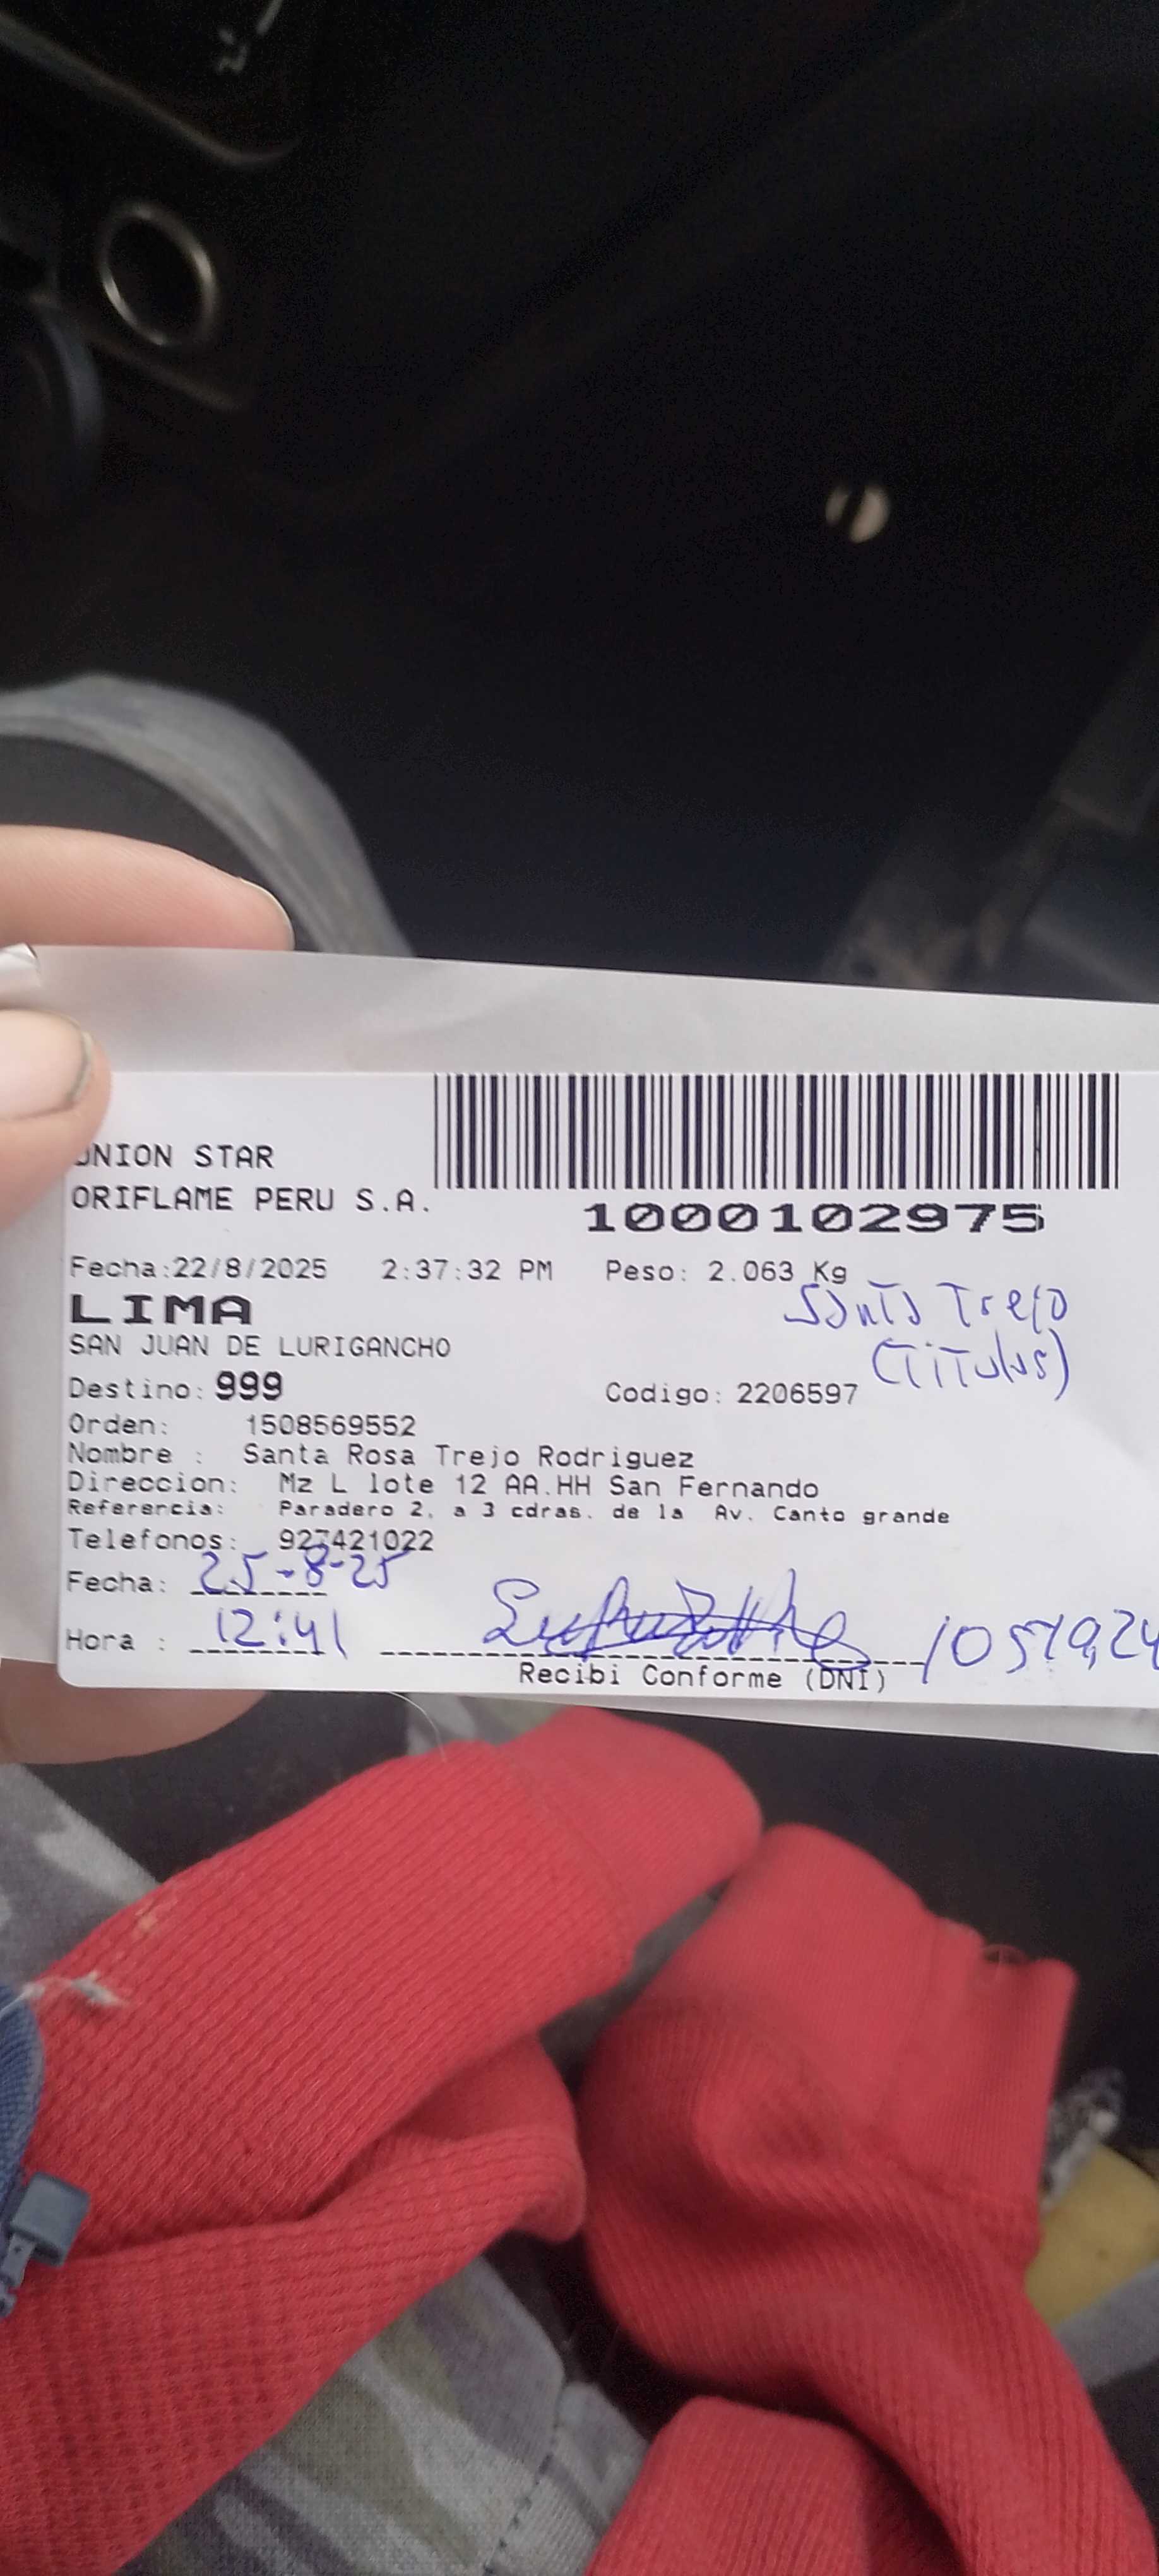 UNION STAR
ORIFLAME PERU S.A.
1000102975
Fecha:22/8/2025 2:37:32 PM Peso: 2.063 Kg
LIMA
Santa Trejo
SAN JUAN DE LURIGANCHO
(Titular)
Destino: 999 Codigo: 2206597
Orden: 1508569552
Nombre : Santa Rosa Trejo Rodriguez
Direccion: Mz L lote 12 AA.HH San Fernando
Referencia: Paradero 2, a 3 cdras. de la Av. Canto grande
Telefonos: 927421022
Fecha: 25-8-25
Hora : 12:41
Recibi Conforme (DNI)